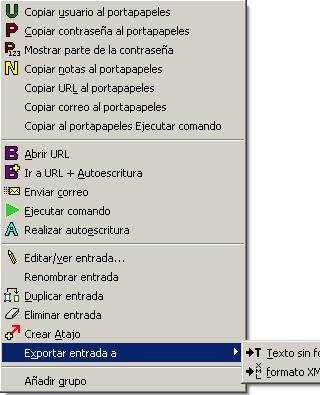 Copiar usuario al portapapeles
Copiar contraseña al portapapeles
Mostrar parte de la contraseña
Copiar notas al portapapeles
Copiar URL al portapapeles
Copiar correo al portapapeles
Copiar al portapapeles Ejecutar comando
Abrir URL
Ir a URL + Autoescritura
Enviar correo
Ejecutar comando
Realizar autoescritura
Editar/ver entrada...
Renombrar entrada
Duplicar entrada
Eliminar entrada
Crear Atajo
Exportar entrada a
Texto sin fo
formato XM
Añadir grupo